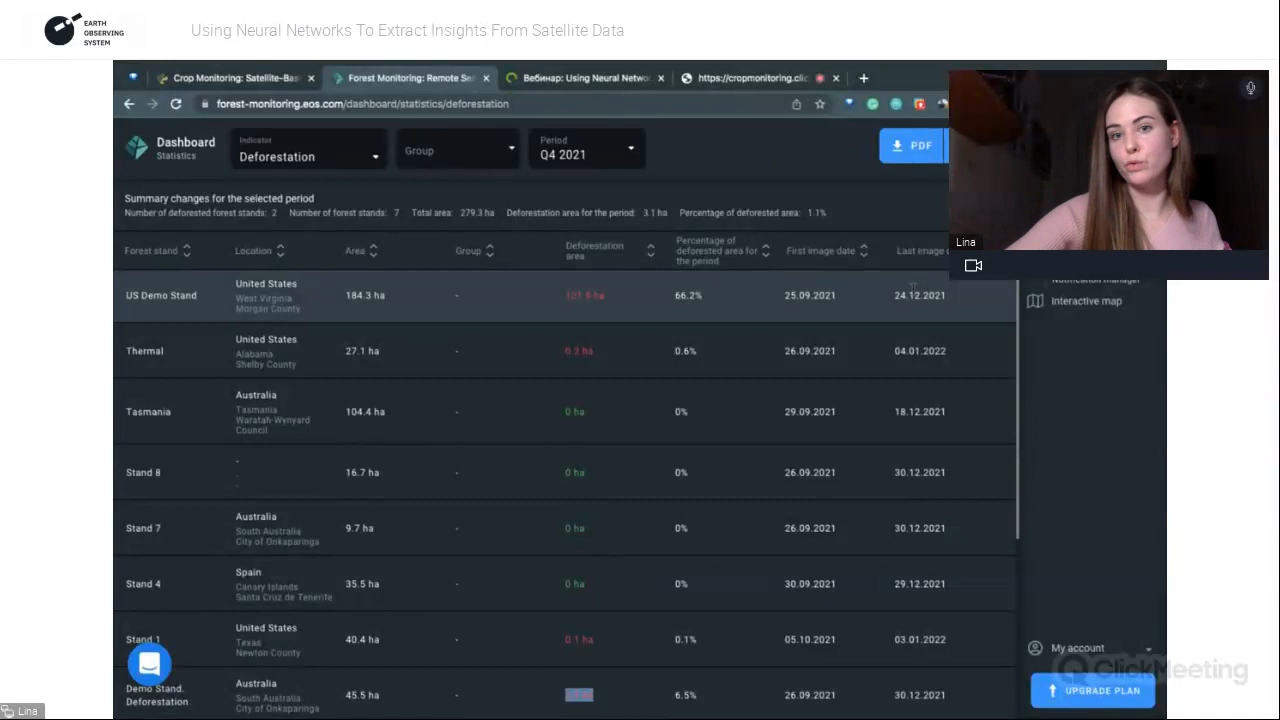 EARTH
OBSERVING
SYSTEM
Using Neural Networks To Extract Insights From Satellite Data
Crop Monitoring: Satellite-Bas
Forest Monitoring: Remote Se
Вебинар: Using Neural Netwo
https://cropmonitoring.clic
forest-monitoring.eos.com/dashboard/statistics/deforestation
Dashboard
Statistics
Indicator
Deforestation
Group
Period
Q4 2021
PDF
Lina
Summary changes for the selected period
Number of deforested forest stands: 2 Number of forest stands: 7 Total area: 279.3 ha Deforestation area for the period: 3.1 ha Percentage of deforested area: 1.1%
Forest stand Location Area Group Deforestation area Percentage of deforested area for the period First image date Last image d
US Demo Stand United States West Virginia Morgan County 184.3 ha - 66.2% 25.09.2021 24.12.2021
Thermal United States Alabama Shelby County 27.1 ha - 0.2 ha 0.6% 26.09.2021 04.01.2022
Tasmania Australia Tasmania Waratah-Wynyard Council 104.4 ha - 0 ha 0% 29.09.2021 18.12.2021
Stand 8 - - - 16.7 ha - 0 ha 0% 26.09.2021 30.12.2021
Stand 7 Australia South Australia City of Onkaparinga 9.7 ha - 0 ha 0% 26.09.2021 30.12.2021
Stand 4 Spain Canary Islands Santa Cruz de Tenerife 35.5 ha - 0 ha 0% 30.09.2021 29.12.2021
Stand 1 United States Texas Newton County 40.4 ha - 0.1 ha 0.1% 05.10.2021 03.01.2022
Demo Stand. Deforestation Australia South Australia City of Onkaparinga 45.5 ha - 6.5% 26.09.2021 30.12.2021
Notification manager
Interactive map
My account
ClickMeeting
UPGRADE PLAN
Lina